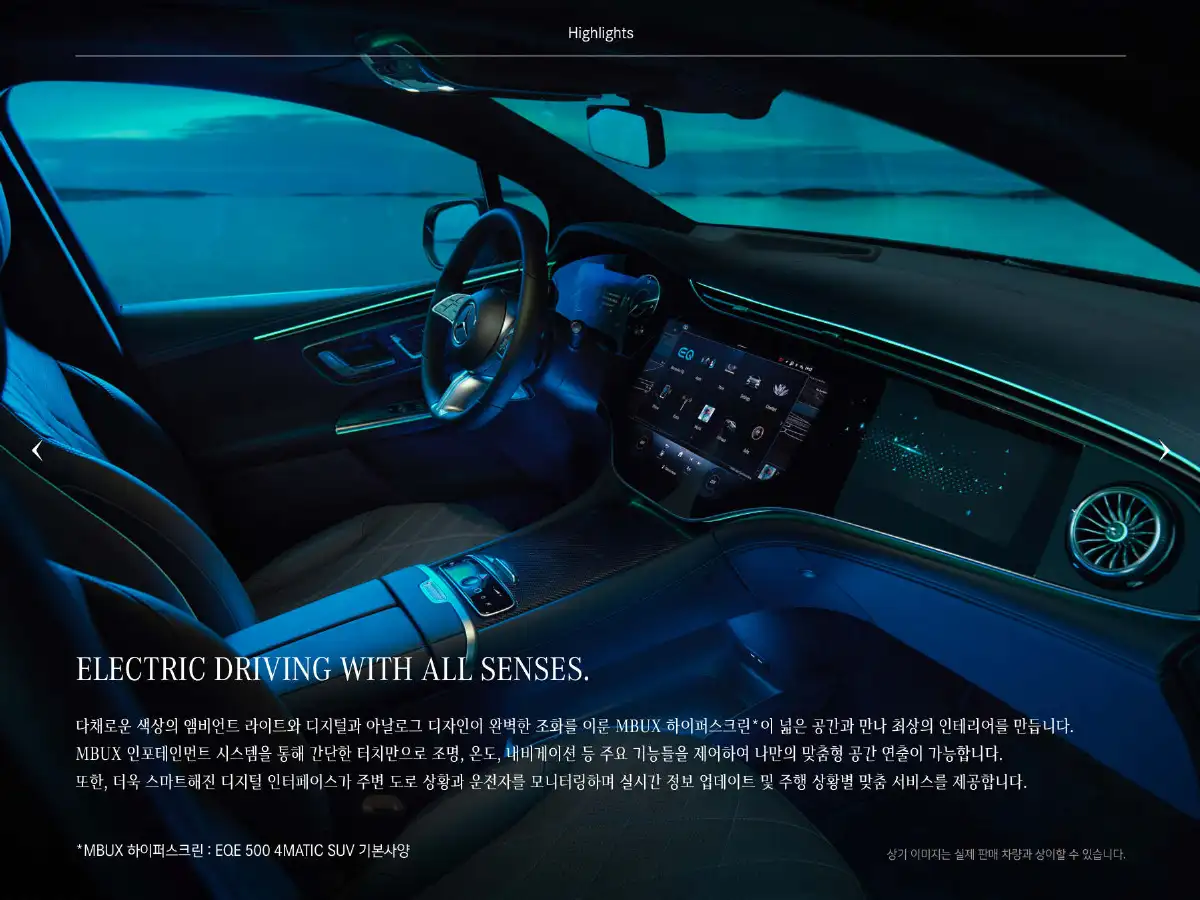 Highlights
EQ
ELECTRIC DRIVING WITH ALL SENSES.
다채로운 색상의 앰비언트 라이트와 디지털과 아날로그 디자인이 완벽한 조화를 이룬 MBUX 하이퍼스크린*이 넓은 공간과 만나 최상의 인테리어를 만듭니다.
MBUX 인포테인먼트 시스템을 통해 간단한 터치만으로 조명, 온도, 내비게이션 등 주요 기능들을 제어하여 나만의 맞춤형 공간 연출이 가능합니다.
또한, 더욱 스마트해진 디지털 인터페이스가 주변 도로 상황과 운전자를 모니터링하며 실시간 정보 업데이트 및 주행 상황별 맞춤 서비스를 제공합니다.
*MBUX 하이퍼스크린 : EQE 500 4MATIC SUV 기본사양
상기 이미지는 실제 판매 차량과 상이할 수 있습니다.